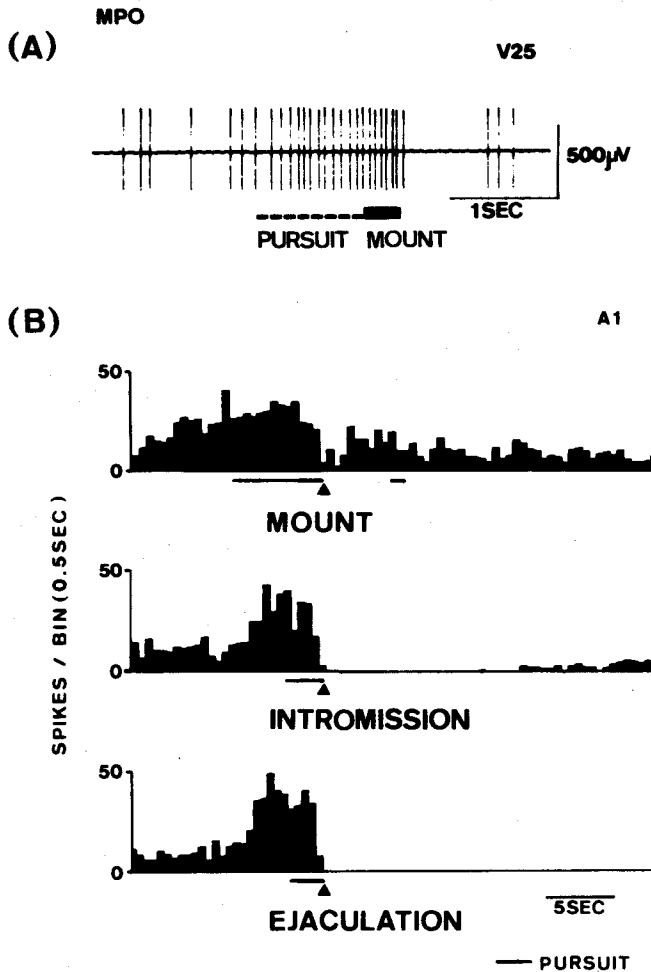 MPO
(A)
V25
500μV
1SEC
PURSUIT MOUNT
(B)
A1
50
0
MOUNT
50
0
INTROMISSION
50
0
EJACULATION
SPIKES / BIN (0.5SEC)
5SEC
PURSUIT